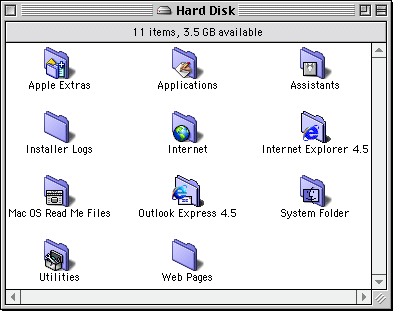 Hard Disk
11 items, 3.5 GB available
Apple Extras
Applications
Assistants
Installer Logs
Internet
Internet Explorer 4.5
Mac OS Read Me Files
Outlook Express 4.5
System Folder
Utilities
Web Pages